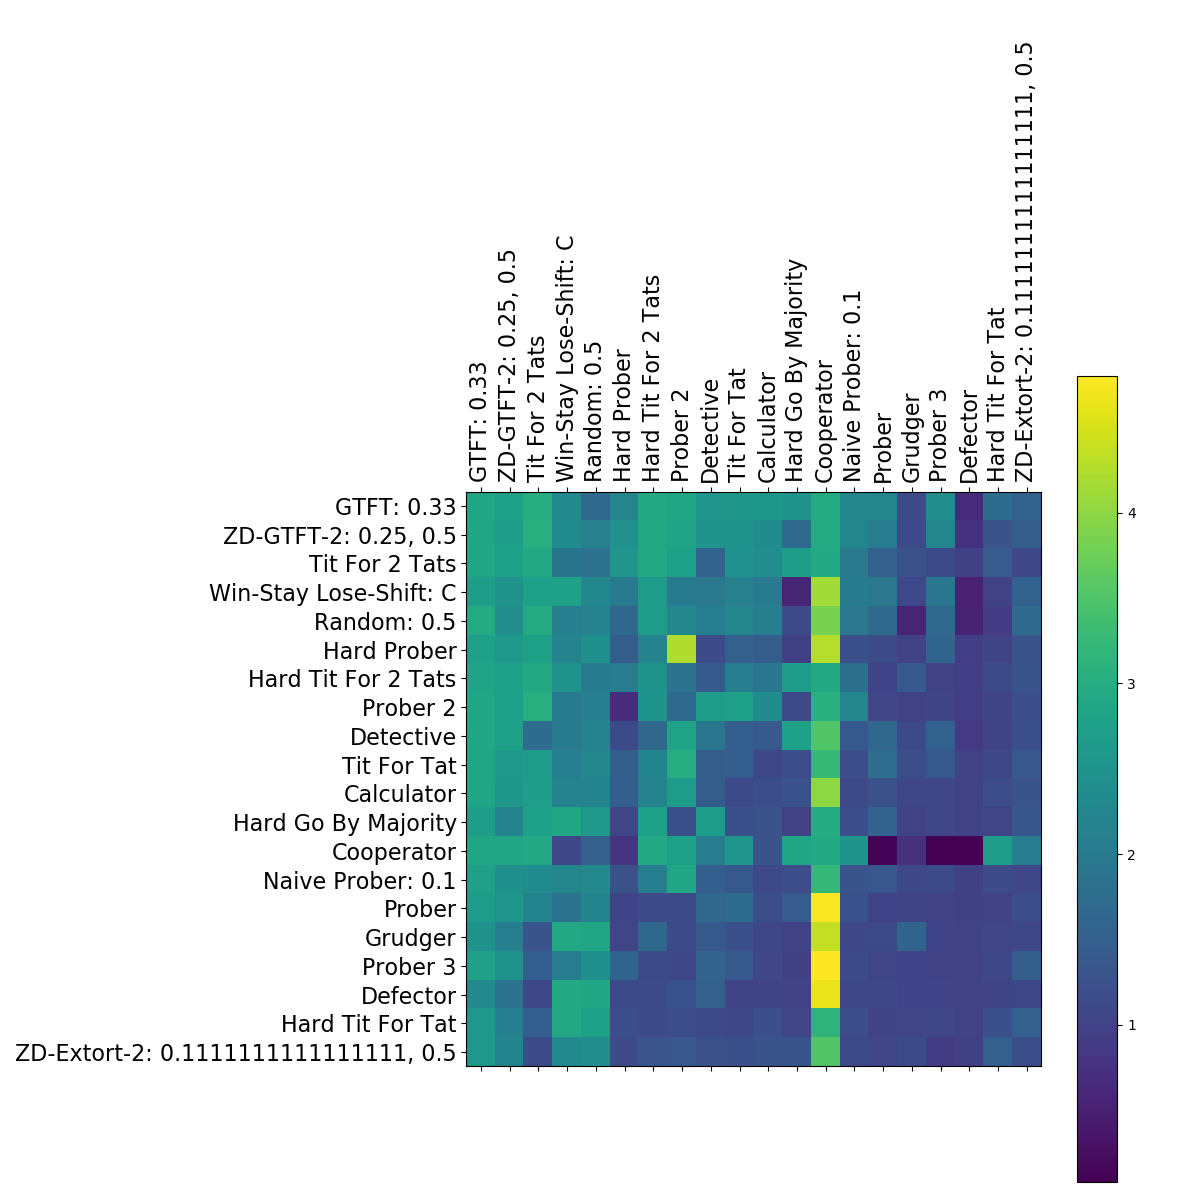 GTFT: 0.33
ZD-GTFT-2: 0.25, 0.5
Tit For 2 Tats
Win-Stay Lose-Shift: C
Random: 0.5
Hard Prober
Hard Tit For 2 Tats
Prober 2
Detective
Tit For Tat
Calculator
Hard Go By Majority
Cooperator
Naive Prober: 0.1
Prober
Grudger
Prober 3
Defector
Hard Tit For Tat
ZD-Extort-2: 0.1111111111111111, 0.5
GTFT: 0.33
ZD-GTFT-2: 0.25, 0.5
Tit For 2 Tats
Win-Stay Lose-Shift: C
Random: 0.5
Hard Prober
Hard Tit For 2 Tats
Prober 2
Detective
Tit For Tat
Calculator
Hard Go By Majority
Cooperator
Naive Prober: 0.1
Prober
Grudger
Prober 3
Defector
Hard Tit For Tat
ZD-Extort-2: 0.1111111111111111, 0.5
4
3
2
1